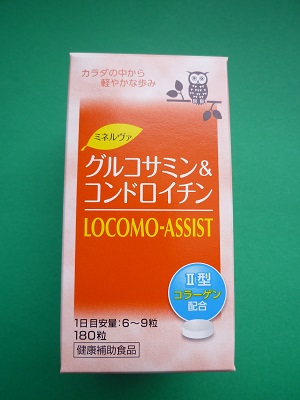 カラダの中から
軽やかな歩み
ミネルヴァ
グルコサミン&
コンドロイチン
LOCOMO-ASSIST
Ⅱ型
コラーゲン
配合
1日目安量:6〜9粒
180粒
健康補助食品